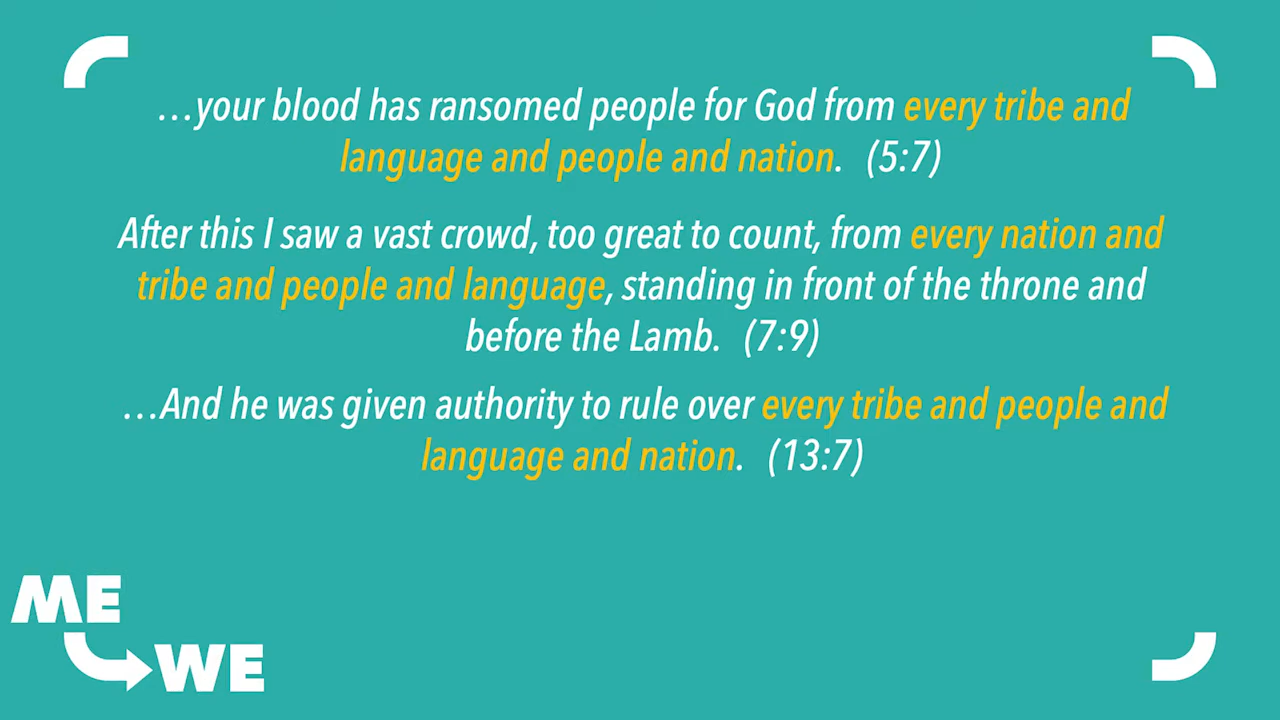 …your blood has ransomed people for God from every tribe and
language and people and nation. (5:7)
After this I saw a vast crowd, too great to count, from every nation and
tribe and people and language, standing in front of the throne and
before the Lamb. (7:9)
…And he was given authority to rule over every tribe and people and
language and nation. (13:7)
ME
WE